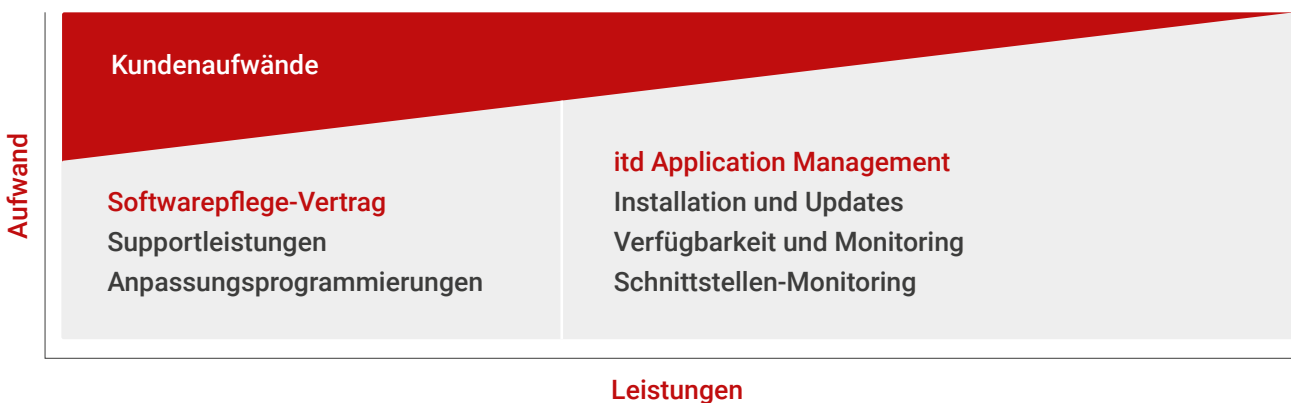 Kundenaufwände
Aufwand
Softwarepflege-Vertrag
Supportleistungen
Anpassungsprogrammierungen
itd Application Management
Installation und Updates
Verfügbarkeit und Monitoring
Schnittstellen-Monitoring
Leistungen